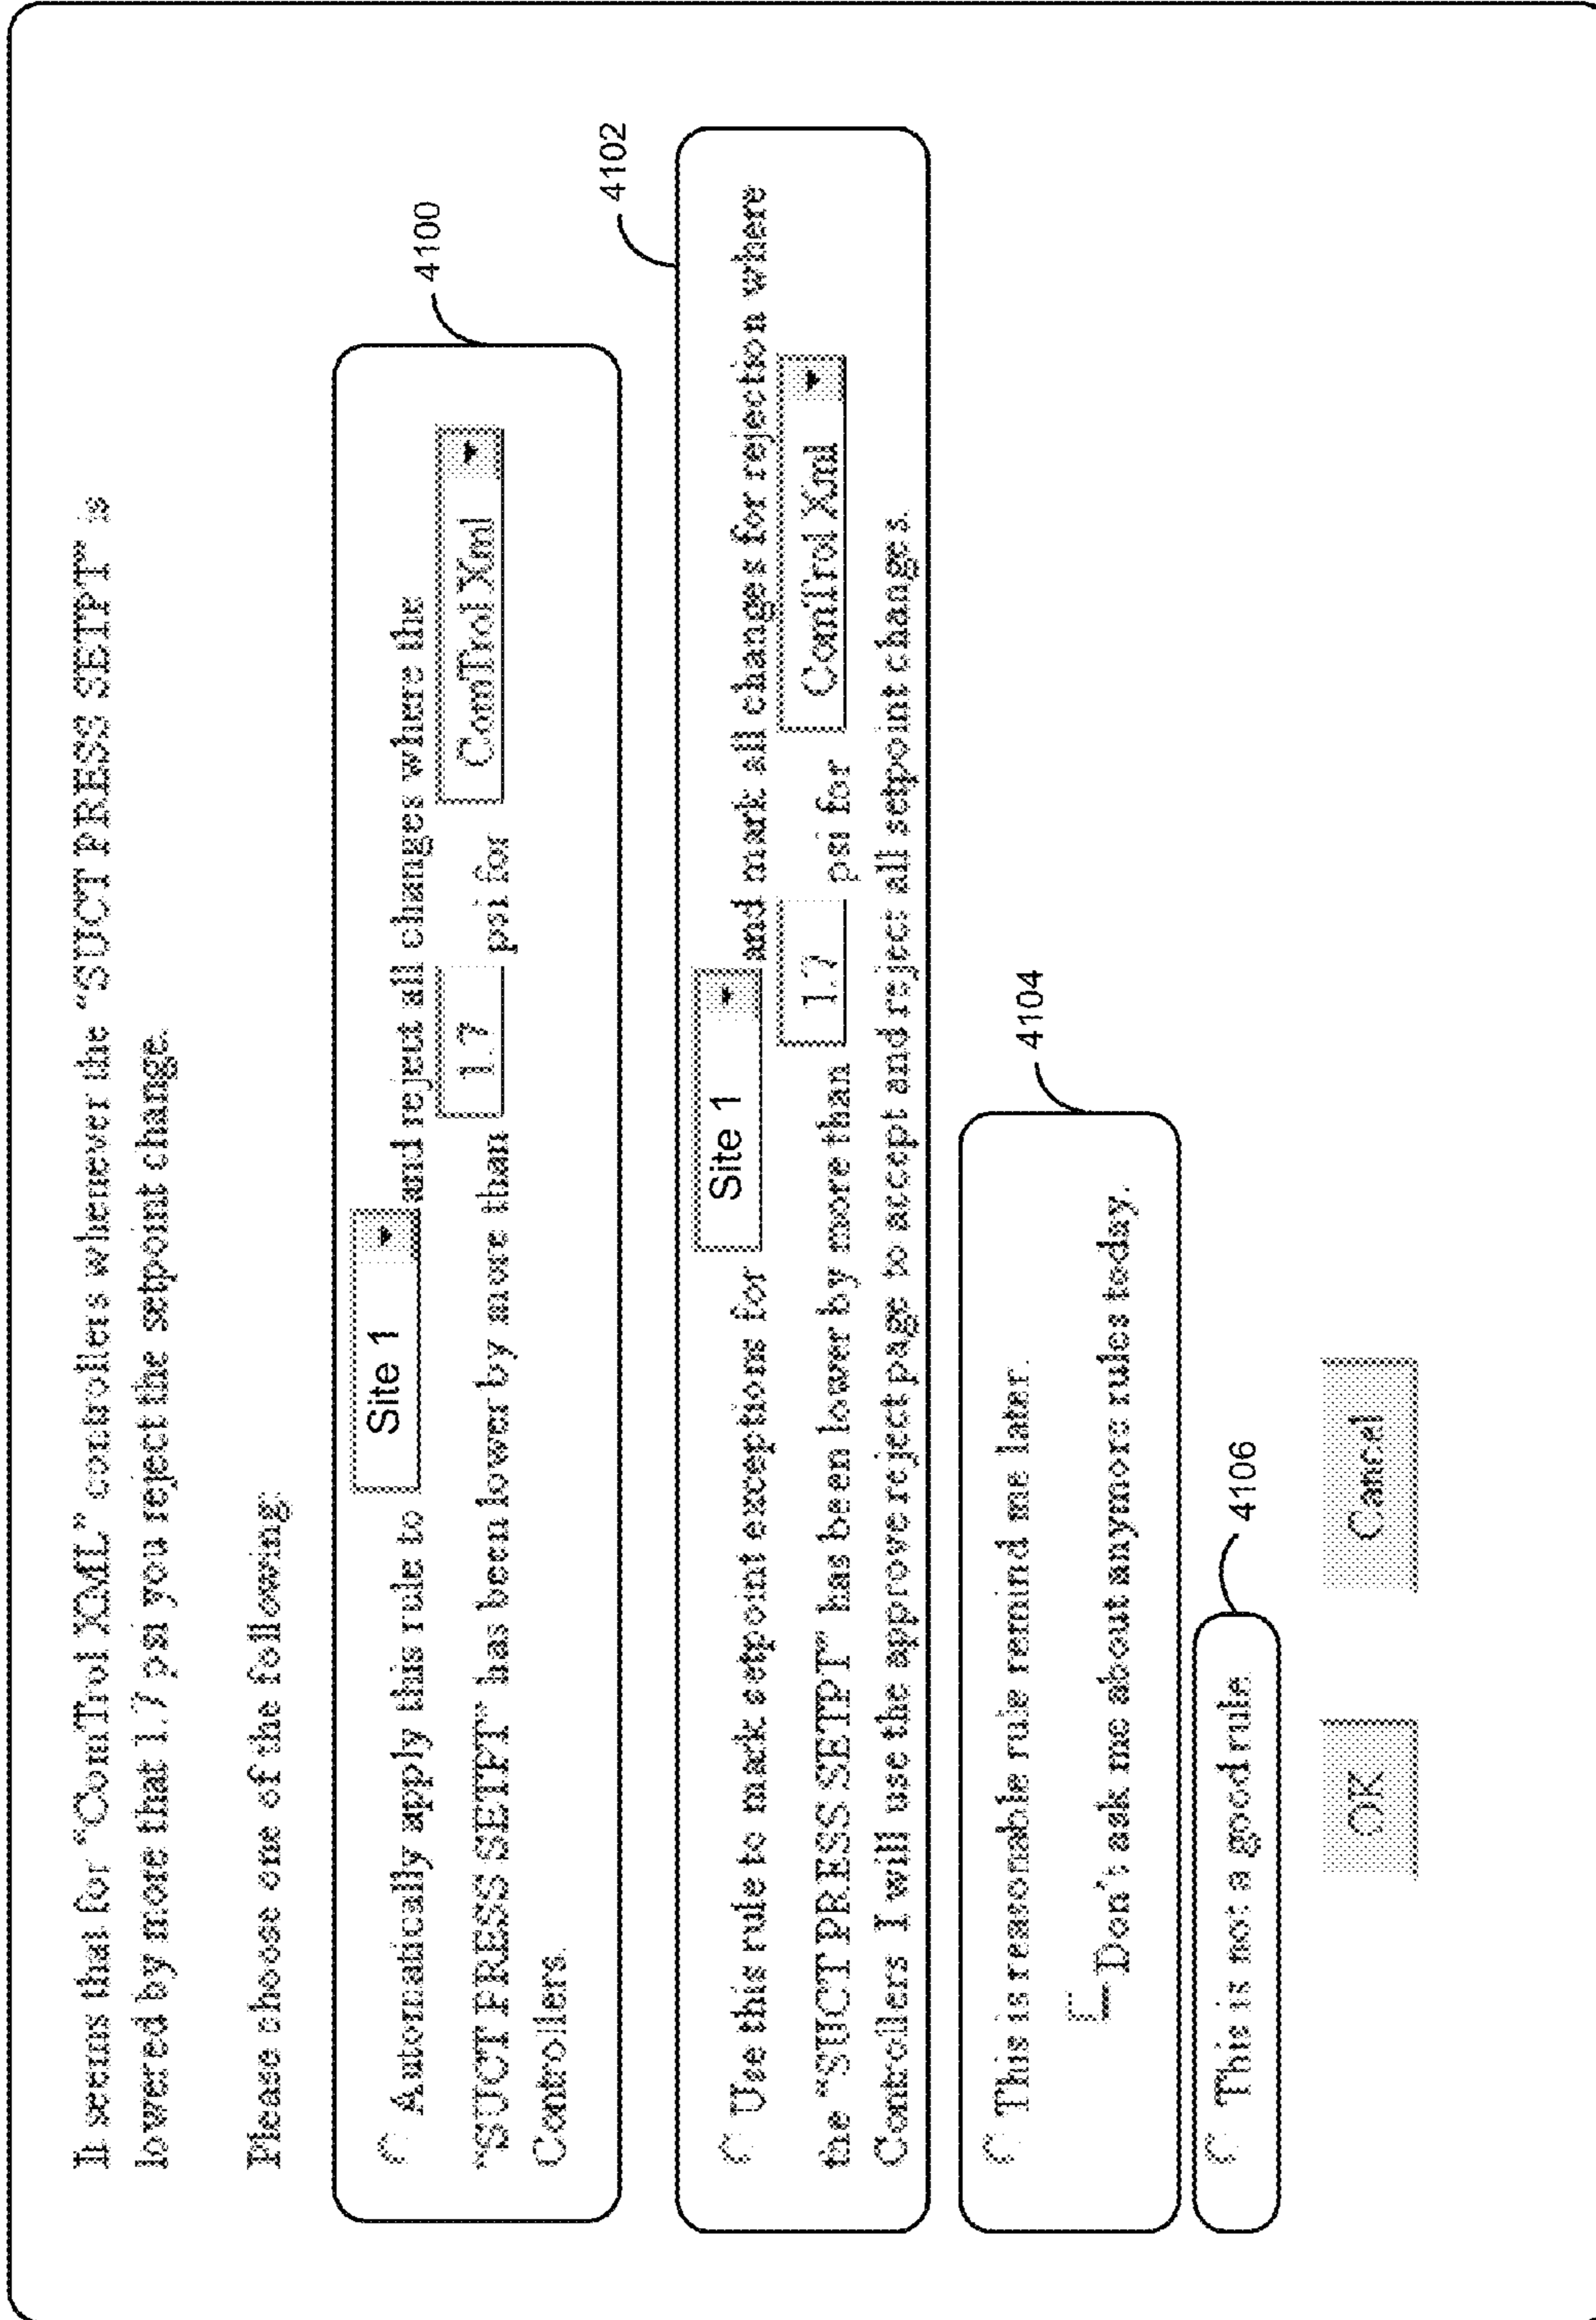 It seems that for "ComTrol XML" controllers whenever the "SUCT PRESS SETPT" is
lowered by more that 1.7 psi you reject the setpoint change.
Please choose one of the following:
Automatically apply this rule to Site 1 and reject all changes where the
"SUCT PRESS SETPT" has been lower by more than 1.7 psi for ComTrol Xml
Controllers.
4100
Use this rule to mark setpoint exceptions for Site 1 and mark all changes for rejection where
the "SUCT PRESS SETPT" has been lower by more than 1.7 psi for ComTrol Xml
Controllers I will use the approve reject page to accept and reject all setpoint changes.
4102
This is reasonable rule remind me later.
Don't ask me about anymore rules today.
4104
This is not a good rule.
4106
OK Cancel